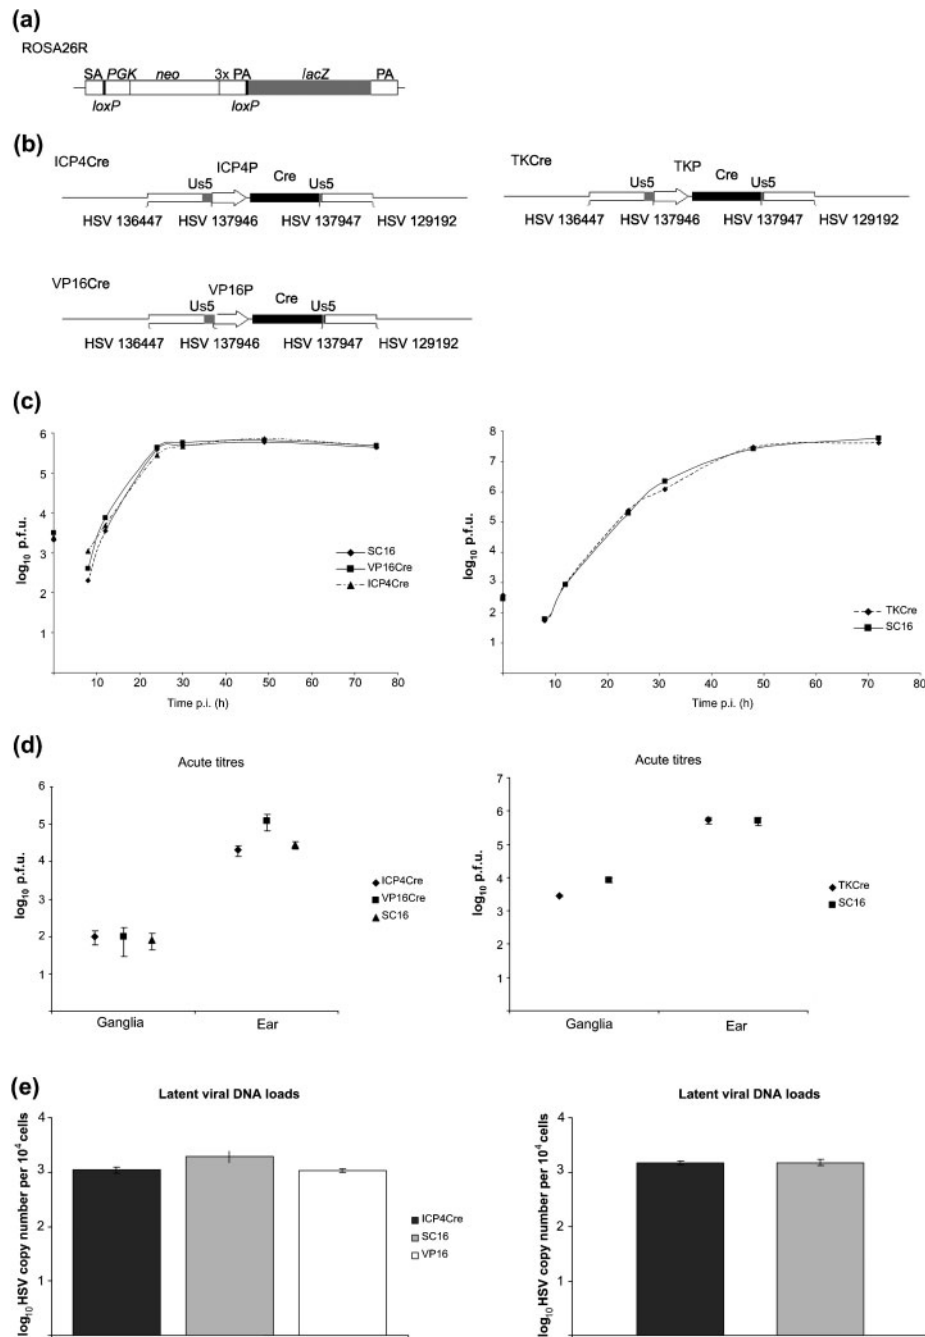 (a)
ROSA26R
SA PGK neo 3x PA lacZ PA
loxP loxP
(b)
ICP4Cre
ICP4P
Us5 Cre Us5
HSV 136447 HSV 137946 HSV 137947 HSV 129192
TKCre
TKP
Us5 Cre Us5
HSV 136447 HSV 137946 HSV 137947 HSV 129192
VP16Cre
VP16P
Us5 Cre Us5
HSV 136447 HSV 137946 HSV 137947 HSV 129192
(c)
log10 p.f.u.
6
5
4
3
2
1
10 20 30 40 50 60 70 80
Time p.i. (h)
SC16
VP16Cre
ICP4Cre
log10 p.f.u.
8
7
6
5
4
3
2
1
10 20 30 40 50 60 70 80
Time p.i. (h)
TKCre
SC16
(d)
Acute titres
log10 p.f.u.
6
5
4
3
2
1
Ganglia Ear
ICP4Cre
VP16Cre
SC16
Acute titres
log10 p.f.u.
7
6
5
4
3
2
1
Ganglia Ear
TKCre
SC16
(e)
Latent viral DNA loads
log10 HSV copy number per 10⁴ cells
4
3
2
1
ICP4Cre
SC16
VP16
Latent viral DNA loads
log10 HSV copy number per 10⁴ cells
4
3
2
1